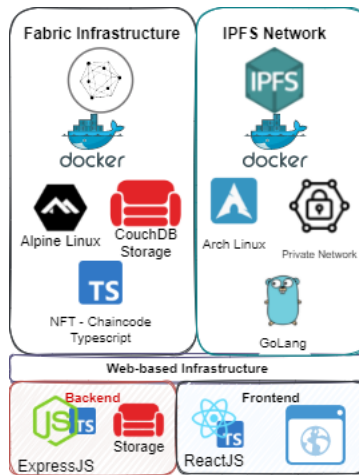 Fabric Infrastructure
IPFS Network
IPFS
docker
docker
Alpine Linux
CouchDB
Storage
Arch Linux
Private Network
TS
NFT - Chaincode
Typescript
GoLang
Web-based Infrastructure
Backend
Frontend
JS
TS
Storage
ExpressJS
TS
ReactJS